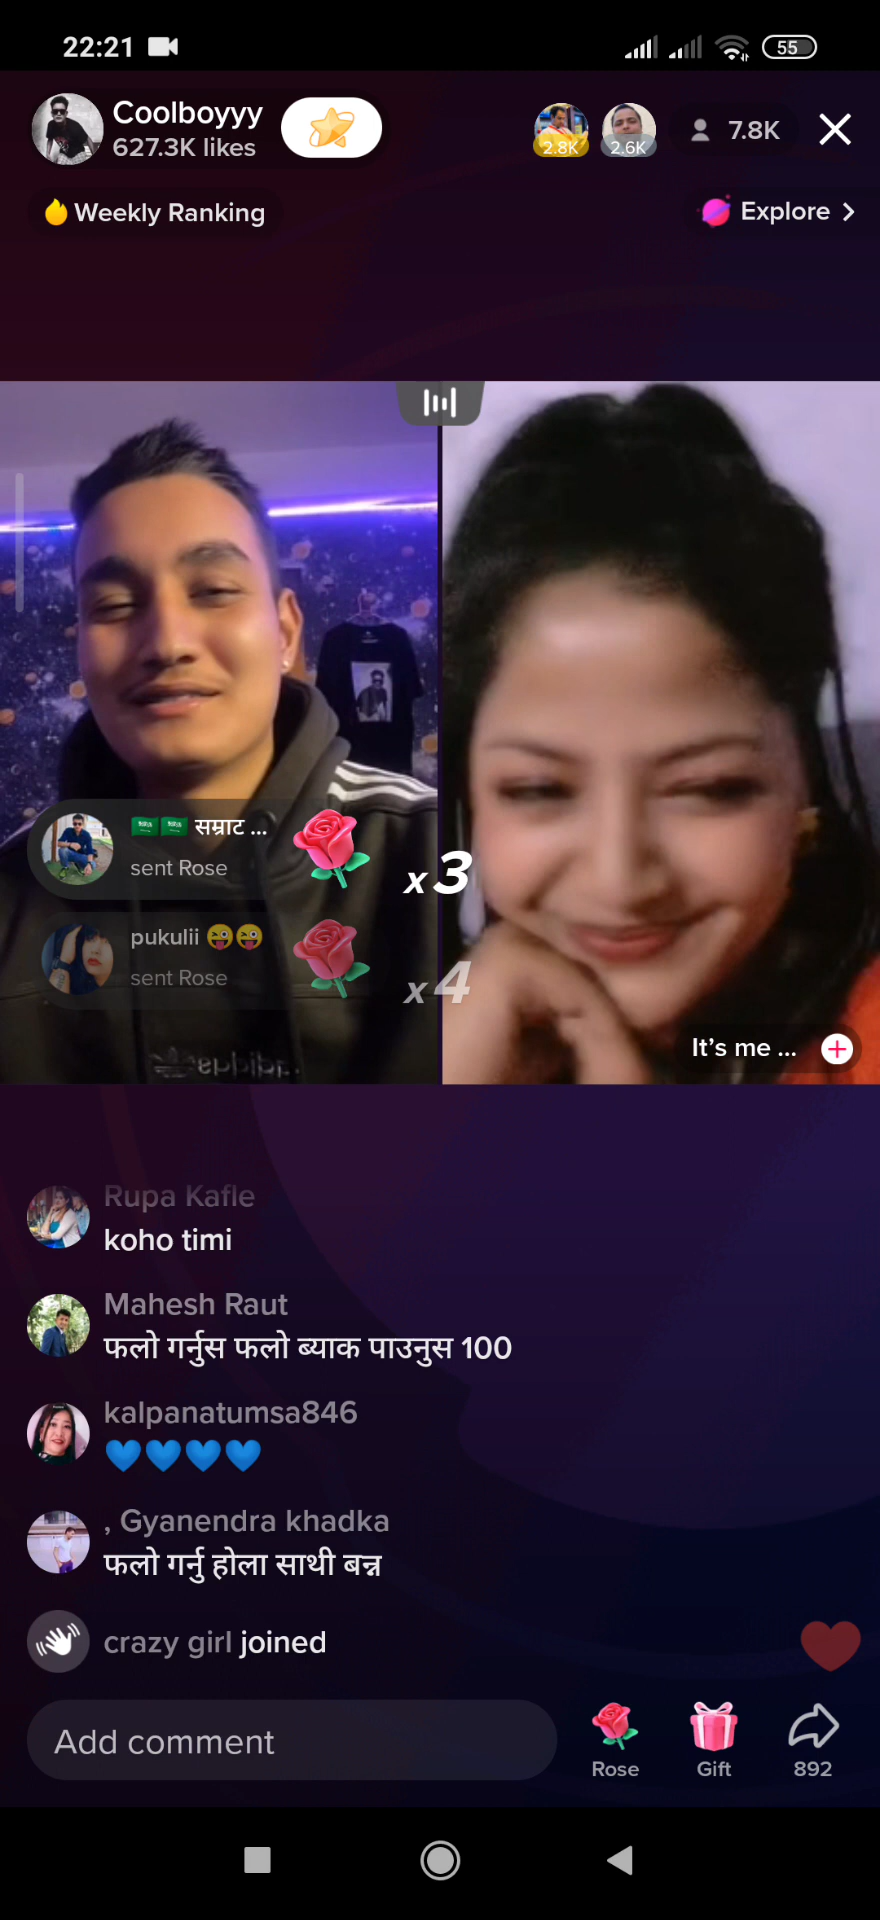 22:21
55
Coolboyyy
627.3K likes
2.8K
2.6K
7.8K
Weekly Ranking
Explore
सम्राट ...
sent Rose
x3
pukulii 😜😜
sent Rose
x4
adidas
It's me ...
Rupa Kafle
koho timi
Mahesh Raut
फलो गर्नुस फलो ब्याक पाउनुस 100
kalpanatumsa846
💙💙💙💙
, Gyanendra khadka
फलो गर्नु होला साथी बन्न
crazy girl joined
Add comment
Rose
Gift
892